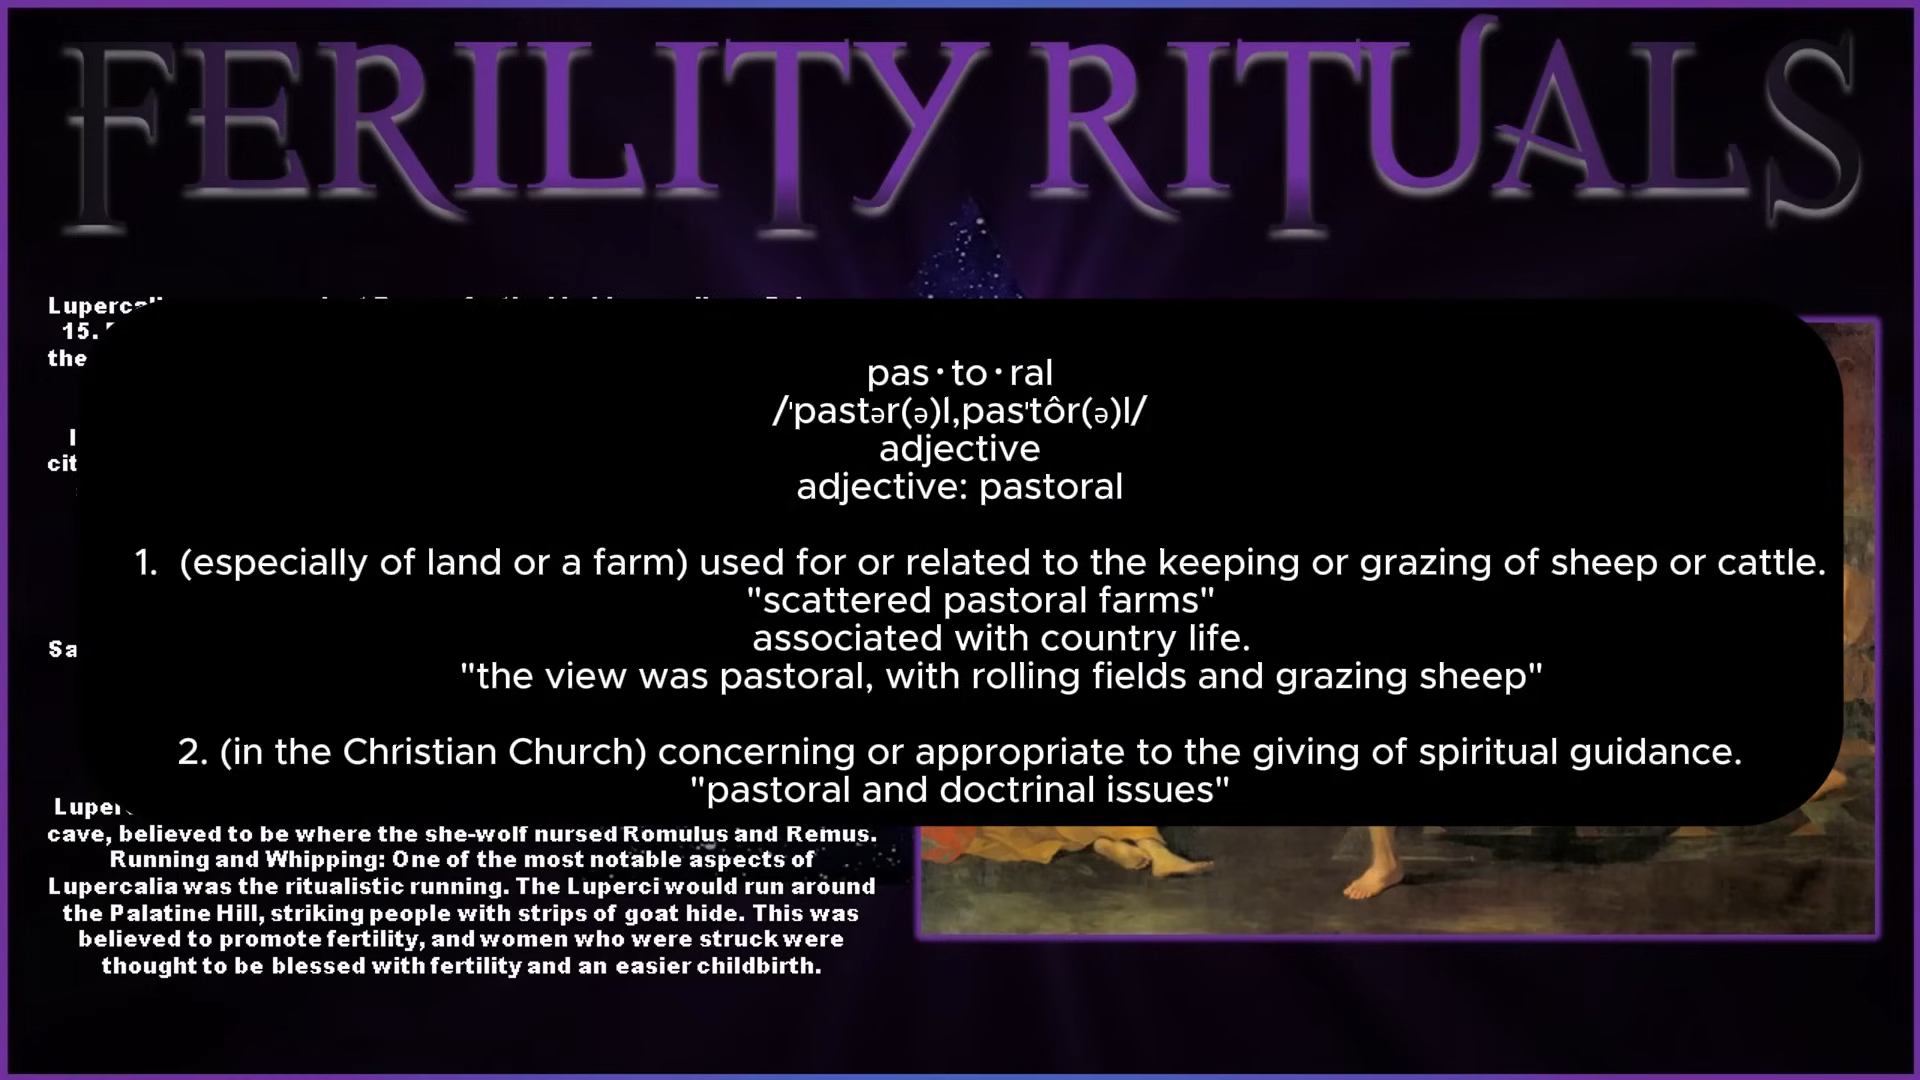 FERILITY RITUALS
15.
the
cit
Sa
pas·to·ral
/ˈpastər(ə)l,pasˈtôr(ə)l/
adjective
adjective: pastoral
1. (especially of land or a farm) used for or related to the keeping or grazing of sheep or cattle.
"scattered pastoral farms"
associated with country life.
"the view was pastoral, with rolling fields and grazing sheep"
2. (in the Christian Church) concerning or appropriate to the giving of spiritual guidance.
"pastoral and doctrinal issues"
cave, believed to be where the she-wolf nursed Romulus and Remus.
Running and Whipping: One of the most notable aspects of
Lupercalia was the ritualistic running. The Luperci would run around
the Palatine Hill, striking people with strips of goat hide. This was
believed to promote fertility, and women who were struck were
thought to be blessed with fertility and an easier childbirth.